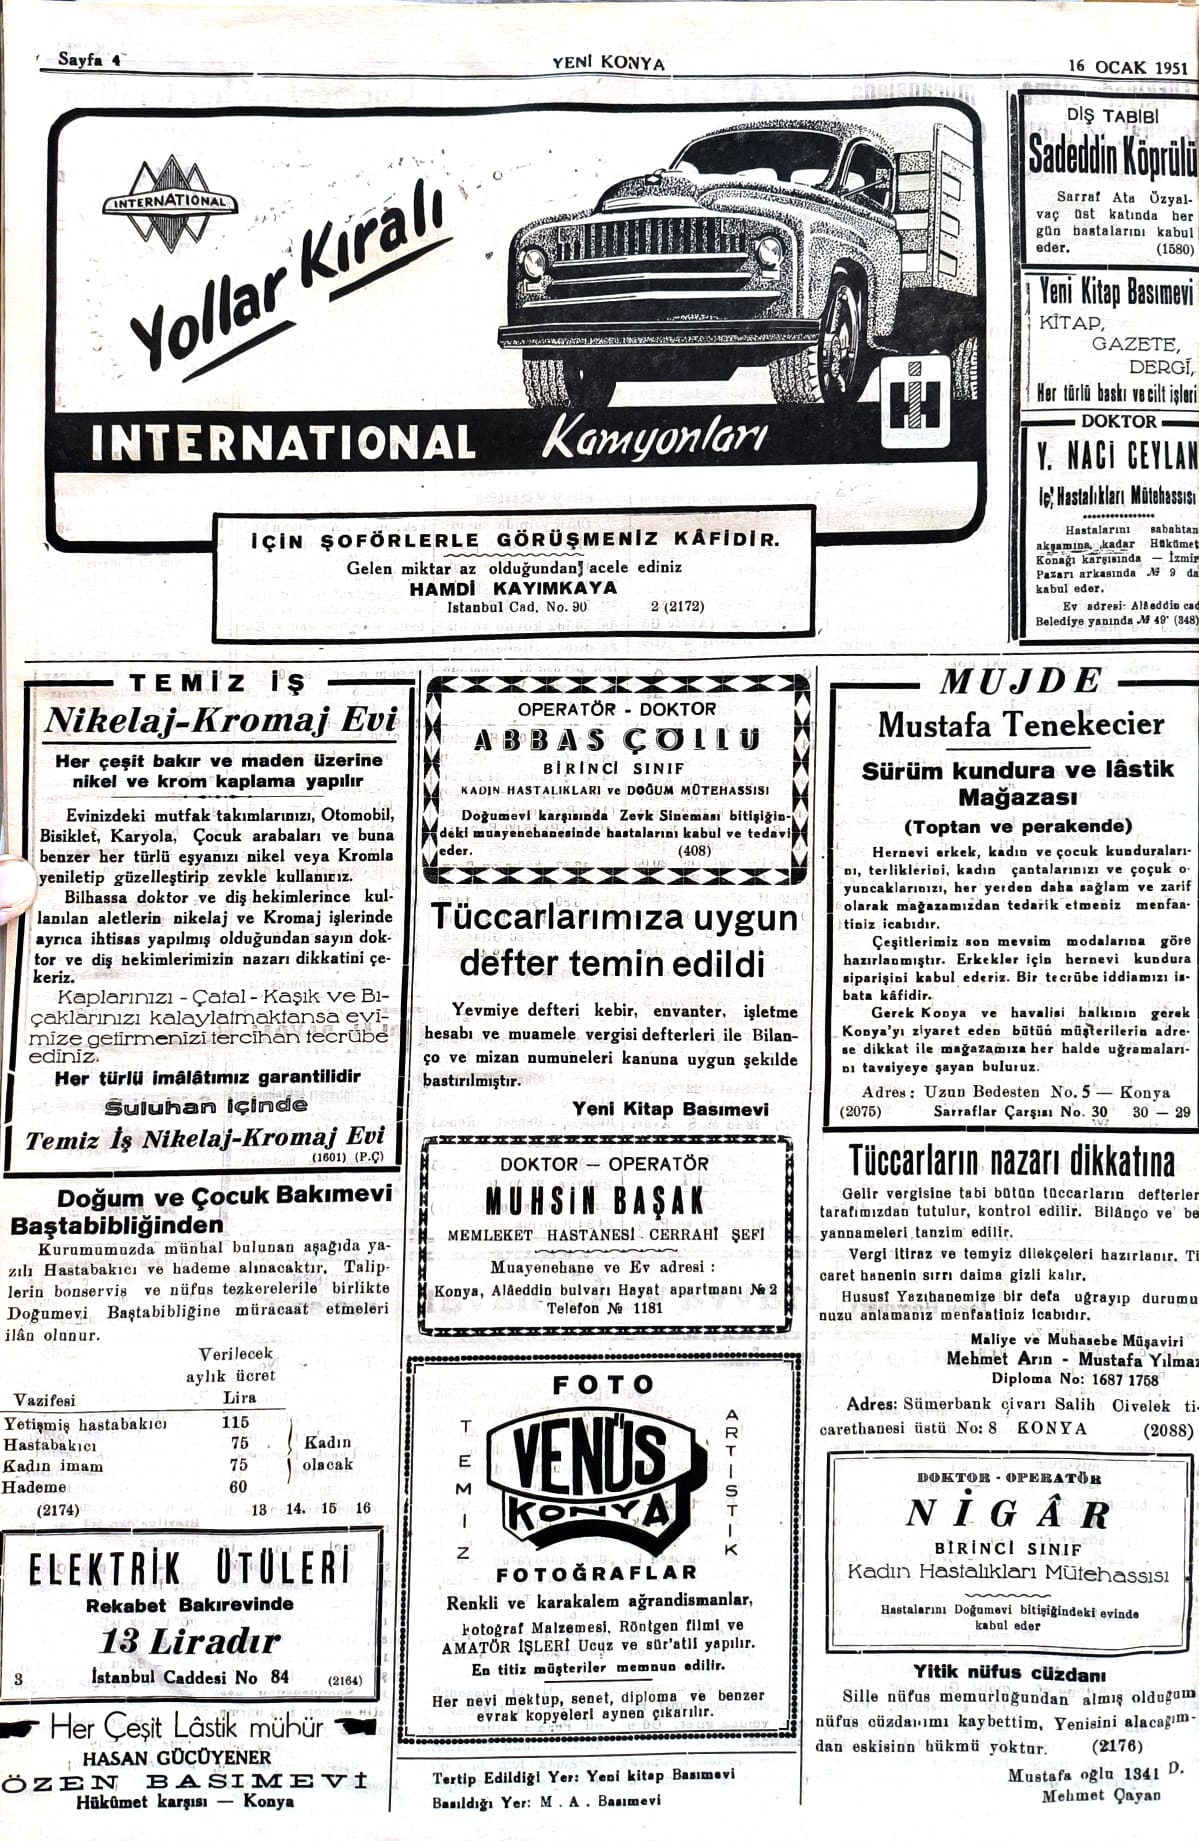 Sayfa 4
YENİ KONYA
16 OCAK 1951
INTERNATIONAL
Yollar Kıralı
IH
INTERNATIONAL Kamyonları
İÇİN ŞOFÖRLERLE GÖRÜŞMENİZ KÂFİDİR.
Gelen miktar az olduğundan acele ediniz
HAMDİ KAYIMKAYA
Istanbul Cad. No. 90 2 (2172)
DİŞ TABİBİ
Sadeddin Köprülü
Sarraf Ata Özyal-
vaç üst katında her
gün hastalarını kabul
eder. (1580)
Yeni Kitap Basımevi
KİTAP,
GAZETE,
DERGİ,
Her türlü baskı ve cilt işleri
DOKTOR
Y. NACİ CEYLAN
İç Hastalıkları Mütehassısı
Hastalarını sabahtan
akşamına kadar Hükûmet
Konağı karşısında — İzmir
Pazarı arkasında № 9 da
kabul eder.
Ev adresi: Alâeddin cad
Belediye yanında № 49 (348)
TEMİZ İŞ
Nikelaj-Kromaj Evi
Her çeşit bakır ve maden üzerine
nikel ve krom kaplama yapılır
Evinizdeki mutfak takımlarınızı, Otomobil,
Bisiklet, Karyola, Çocuk arabaları ve buna
benzer her türlü eşyanızı nikel veya Kromla
yeniletip güzelleştirip zevkle kullanınız.
Bilhassa doktor ve diş hekimlerince kul-
lanılan aletlerin nikelaj ve Kromaj işlerinde
ayrıca ihtisas yapılmış olduğundan sayın dok-
tor ve diş hekimlerimizin nazarı dikkatini çe-
keriz.
Kaplarınızı - Çatal - Kaşık ve Bı-
çaklarınızı kalaylatmaktansa evi-
mize getirmenizi tercihan tecrübe
ediniz.
Her türlü imâlâtımız garantilidir
Suluhan içinde
Temiz İş Nikelaj-Kromaj Evi
(1601) (P.Ç)
Doğum ve Çocuk Bakımevi
Baştabibliğinden
Kurumumuzda münhal bulunan aşağıda ya-
zılı Hastabakıcı ve hademe alınacaktır. Talip-
lerin bonservis ve nüfus tezkerelerile birlikte
Doğumevi Baştabibliğine müracaat etmeleri
ilân olunur.
Verilecek
aylık ücret
Vazifesi Lira
Yetişmiş hastabakıcı 115
Hastabakıcı 75 Kadın
Kadın imam 75 olacak
Hademe 60
(2174) 13 14. 15 16
ELEKTRİK ÜTÜLERİ
Rekabet Bakırevinde
13 Liradır
3 İstanbul Caddesi No 84 (2164)
Her Çeşit Lâstik mühür
HASAN GÜCÜYENER
ÖZEN BASIMEVİ
Hükûmet karşısı — Konya
OPERATÖR - DOKTOR
ABBAS ÇÖLLÜ
BİRİNCİ SINIF
KADIN HASTALIKLARI ve DOĞUM MÜTEHASSISI
Doğumevi karşısında Zevk Sineması bitişiğin-
deki muayenehanesinde hastalarını kabul ve tedavi
eder. (408)
Tüccarlarımıza uygun
defter temin edildi
Yevmiye defteri kebir, envanter, işletme
hesabı ve muamele vergisi defterleri ile Bilan-
ço ve mizan numuneleri kanuna uygun şekilde
bastırılmıştır.
Yeni Kitap Basımevi
DOKTOR — OPERATÖR
MUHSİN BAŞAK
MEMLEKET HASTANESİ CERRAHİ ŞEFİ
Muayenehane ve Ev adresi :
Konya, Alâeddin bulvarı Hayat apartmanı № 2
Telefon № 1181
FOTO
TEMİZ
VENÜS
KONYA
ARTİSTİK
FOTOĞRAFLAR
Renkli ve karakalem ağrandismanlar,
Fotoğraf Malzemesi, Röntgen filmi ve
AMATÖR İŞLERİ Ucuz ve sür'atli yapılır.
En titiz müşteriler memnun edilir.
Her nevi mektup, senet, diploma ve benzer
evrak kopyeleri aynen çıkarılır.
Tertip Edildiği Yer: Yeni kitap Basımevi
Basıldığı Yer: M . A . Basımevi
MUJDE
Mustafa Tenekecier
Sürüm kundura ve lâstik
Mağazası
(Toptan ve perakende)
Hernevi erkek, kadın ve çocuk kunduraları-
nı, terliklerini, kadın çantalarınızı ve çoçuk o-
yuncaklarınızı, her yerden daha sağlam ve zarif
olarak mağazamızdan tedarik etmeniz menfaa-
tiniz icabıdır.
Çeşitlerimiz son mevsim modalarına göre
hazırlanmıştır. Erkekler için hernevi kundura
siparişini kabul ederiz. Bir tecrübe iddiamızı is-
bata kâfidir.
Gerek Konya ve havalisi halkının gerek
Konya'yı ziyaret eden bütün müşterilerin adre-
se dikkat ile mağazamıza her halde uğramaları-
nı tavsiyeye şayan buluruz.
Adres : Uzun Bedesten No. 5 — Konya
(2075) Sarraflar Çarşısı No. 30 30 — 29
Tüccarların nazarı dikkatına
Gelir vergisine tabi bütün tüccarların defterler
tarafımızdan tutulur, kontrol edilir. Bilânço ve be
yannameleri tanzim edilir.
Vergi itiraz ve temyiz dilekçeleri hazırlanır. Ti
caret hanenin sırrı daima gizli kalır.
Hususî Yazıhanemize bir defa uğrayıp durumu
nuzu anlamanız menfaatiniz icabıdır.
Maliye ve Muhasebe Müşaviri
Mehmet Arın - Mustafa Yılmaz
Diploma No: 1687 1758
Adres: Sümerbank çivarı Salih Civelek ti-
carethanesi üstü No: 8 KONYA (2088)
DOKTOR - OPERATÖR
NİGÂR
BİRİNCİ SINIF
Kadın Hastalıkları Mütehassısı
Hastalarını Doğumevi bitişiğindeki evinde
kabul eder
Yitik nüfus cüzdanı
Sille nüfus memurluğundan almış olduğum
nüfus cüzdanımı kaybettim, Yenisini alacağım-
dan eskisinn hükmü yoktur. (2176)
Mustafa oğlu 1341 D.
Mehmet Çayan